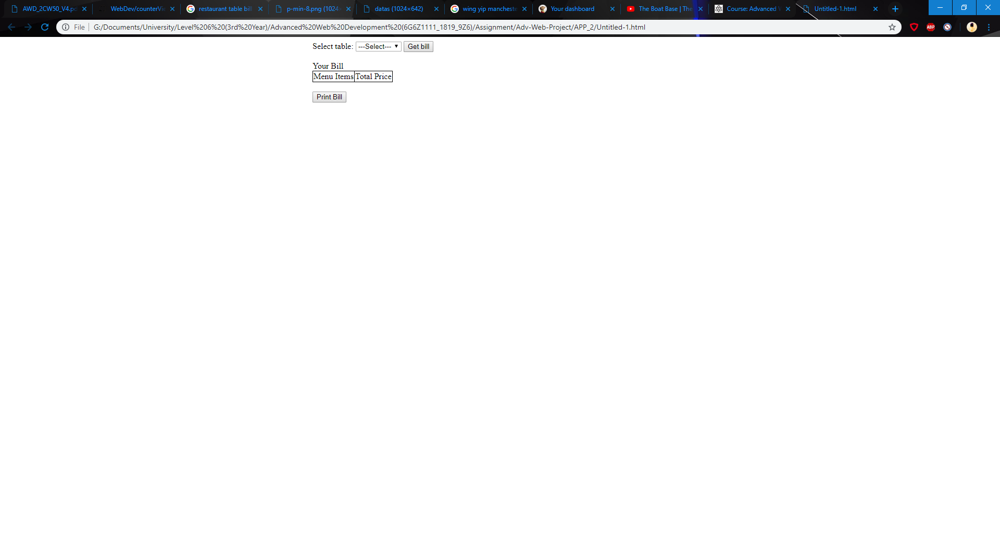 AWD_2CW50_V4.pd
WebDev/counterVie
restaurant table bill
p-min-8.png (1024×
datas (1024×642)
wing yip mancheste
Your dashboard
The Boat Base | The
Course: Advanced W
Untitled-1.html
File
G:/Documents/University/Level%206%20(3rd%20Year)/Advanced%20Web%20Development%20(6G6Z1111_1819_9Z6)/Assignment/Adv-Web-Project/APP_2/Untitled-1.html
ABP
Select table: ---Select--- Get bill
Your Bill
Menu Items Total Price
Print Bill